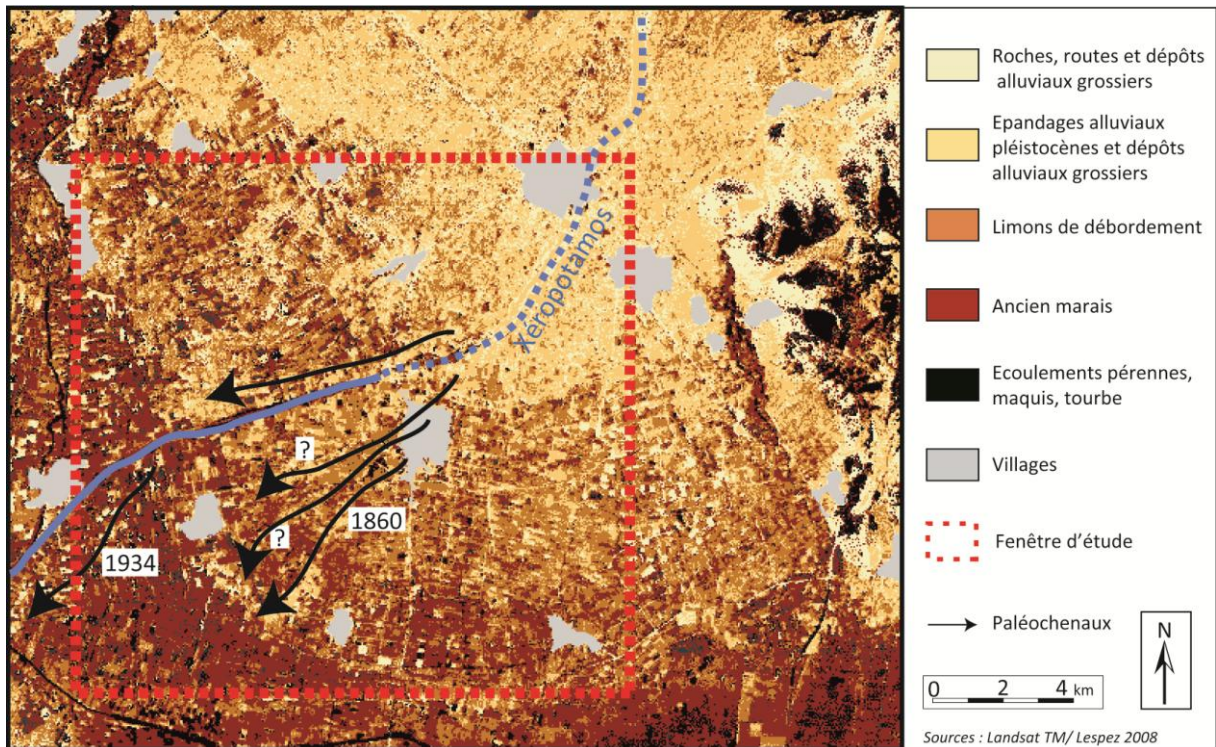 Xéropotamos
?
?
1860
1934
Roches, routes et dépôts
alluviaux grossiers
Epandages alluviaux
pléistocènes et dépôts
alluviaux grossiers
Limons de débordement
Ancien marais
Ecoulements pérennes,
maquis, tourbe
Villages
Fenêtre d'étude
Paléochenaux
N
0 2 4 km
Sources : Landsat TM/ Lespez 2008